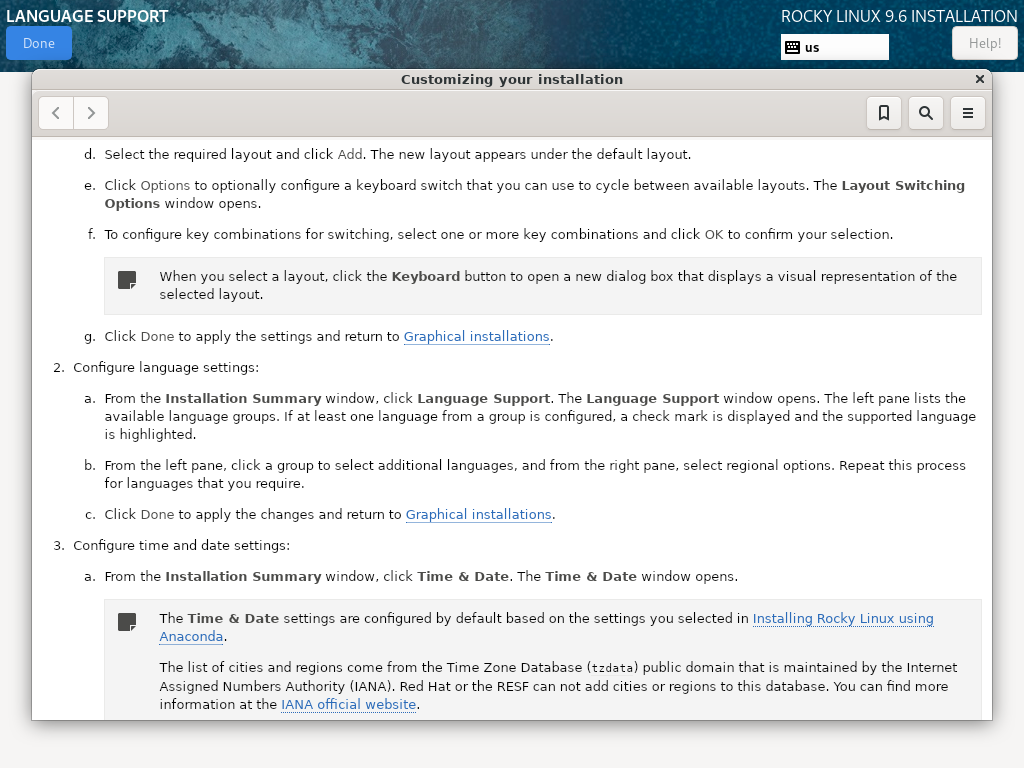 LANGUAGE SUPPORT
ROCKY LINUX 9.6 INSTALLATION
Done
us
Help!
Customizing your installation
d. Select the required layout and click Add. The new layout appears under the default layout.
e. Click Options to optionally configure a keyboard switch that you can use to cycle between available layouts. The Layout Switching
Options window opens.
f. To configure key combinations for switching, select one or more key combinations and click OK to confirm your selection.
When you select a layout, click the Keyboard button to open a new dialog box that displays a visual representation of the
selected layout.
g. Click Done to apply the settings and return to Graphical installations.
2. Configure language settings:
a. From the Installation Summary window, click Language Support. The Language Support window opens. The left pane lists the
available language groups. If at least one language from a group is configured, a check mark is displayed and the supported language
is highlighted.
b. From the left pane, click a group to select additional languages, and from the right pane, select regional options. Repeat this process
for languages that you require.
c. Click Done to apply the changes and return to Graphical installations.
3. Configure time and date settings:
a. From the Installation Summary window, click Time & Date. The Time & Date window opens.
The Time & Date settings are configured by default based on the settings you selected in Installing Rocky Linux using
Anaconda.
The list of cities and regions come from the Time Zone Database (tzdata) public domain that is maintained by the Internet
Assigned Numbers Authority (IANA). Red Hat or the RESF can not add cities or regions to this database. You can find more
information at the IANA official website.